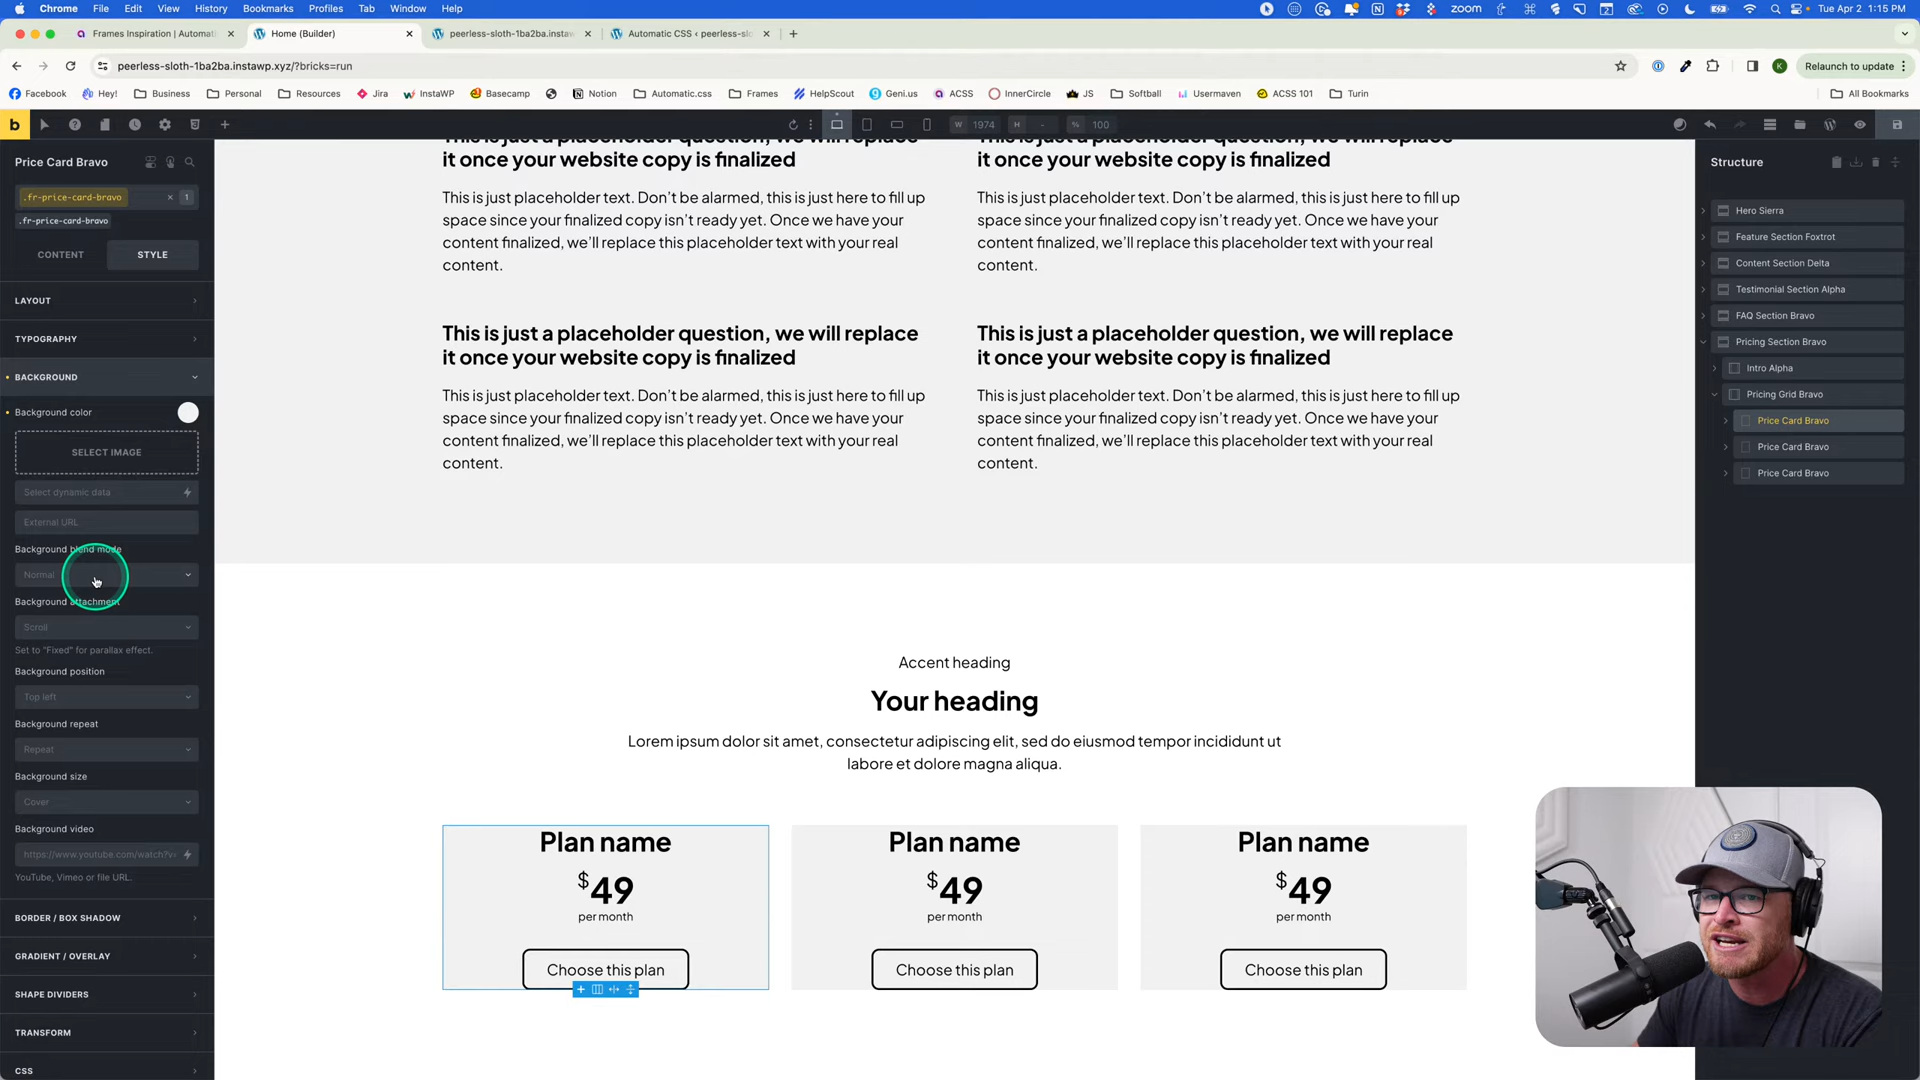 Chrome File Edit View History Bookmarks Profiles Tab Window Help zoom Tue Apr 2 1:15 PM
Frames Inspiration | Automati Home (Builder) peerless-sloth-1ba2ba.instaw Automatic CSS ‹ peerless-slo
peerless-sloth-1ba2ba.instawp.xyz/?bricks=run Relaunch to update
Facebook Hey! Business Personal Resources Jira InstaWP Basecamp Notion Automatic.css Frames HelpScout Geni.us ACSS InnerCircle JS Softball Usermaven ACSS 101 Turin All Bookmarks
b W 1974 H - % 100
Price Card Bravo
.fr-price-card-bravo 1
.fr-price-card-bravo
CONTENT STYLE
LAYOUT
TYPOGRAPHY
BACKGROUND
Background color
SELECT IMAGE
Select dynamic data
External URL
Background blend mode
Normal
Background attachment
Scroll
Set to "Fixed" for parallax effect.
Background position
Top left
Background repeat
Repeat
Background size
Cover
Background video
https://www.youtube.com/watch?v=
YouTube, Vimeo or file URL.
BORDER / BOX SHADOW
GRADIENT / OVERLAY
SHAPE DIVIDERS
TRANSFORM
CSS
This is just a placeholder question, we will replace
it once your website copy is finalized
This is just placeholder text. Don't be alarmed, this is just here to fill up
space since your finalized copy isn't ready yet. Once we have your
content finalized, we'll replace this placeholder text with your real
content.
This is just a placeholder question, we will replace
it once your website copy is finalized
This is just placeholder text. Don't be alarmed, this is just here to fill up
space since your finalized copy isn't ready yet. Once we have your
content finalized, we'll replace this placeholder text with your real
content.
This is just a placeholder question, we will replace
it once your website copy is finalized
This is just placeholder text. Don't be alarmed, this is just here to fill up
space since your finalized copy isn't ready yet. Once we have your
content finalized, we'll replace this placeholder text with your real
content.
This is just a placeholder question, we will replace
it once your website copy is finalized
This is just placeholder text. Don't be alarmed, this is just here to fill up
space since your finalized copy isn't ready yet. Once we have your
content finalized, we'll replace this placeholder text with your real
content.
Accent heading
Your heading
Lorem ipsum dolor sit amet, consectetur adipiscing elit, sed do eiusmod tempor incididunt ut
labore et dolore magna aliqua.
Plan name
$49
per month
Choose this plan
Plan name
$49
per month
Choose this plan
Plan name
$49
per month
Choose this plan
Structure
Hero Sierra
Feature Section Foxtrot
Content Section Delta
Testimonial Section Alpha
FAQ Section Bravo
Pricing Section Bravo
Intro Alpha
Pricing Grid Bravo
Price Card Bravo
Price Card Bravo
Price Card Bravo